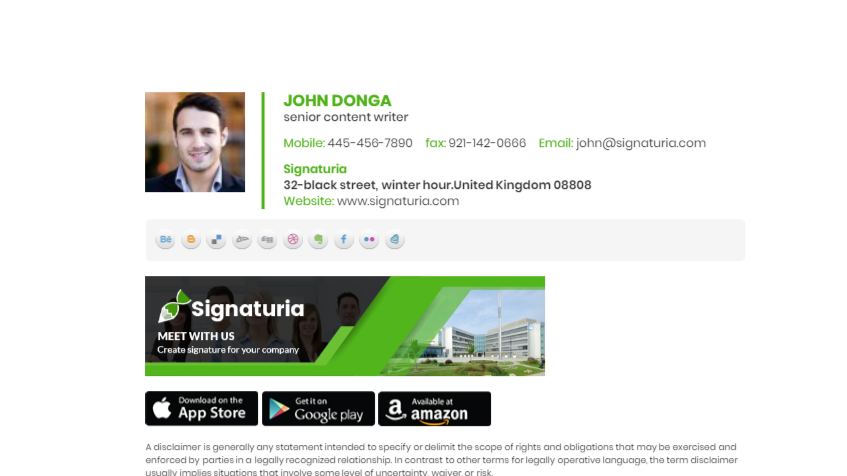 JOHN DONGA
senior content writer
Mobile: 445-456-7890 fax: 921-142-0666 Email: john@signaturia.com
Signaturia
32-black street, winter hour.United Kingdom 08808
Website: www.signaturia.com
Bē
digg
f
Signaturia
MEET WITH US
Create signature for your company
Download on the
App Store
Get it on
Google play
Available at
amazon
A disclaimer is generally any statement intended to specify or delimit the scope of rights and obligations that may be exercised and
enforced by parties in a legally recognized relationship. In contrast to other terms for legally operative language, the term disclaimer
usually implies situations that involve some level of uncertainty, waiver, or risk.